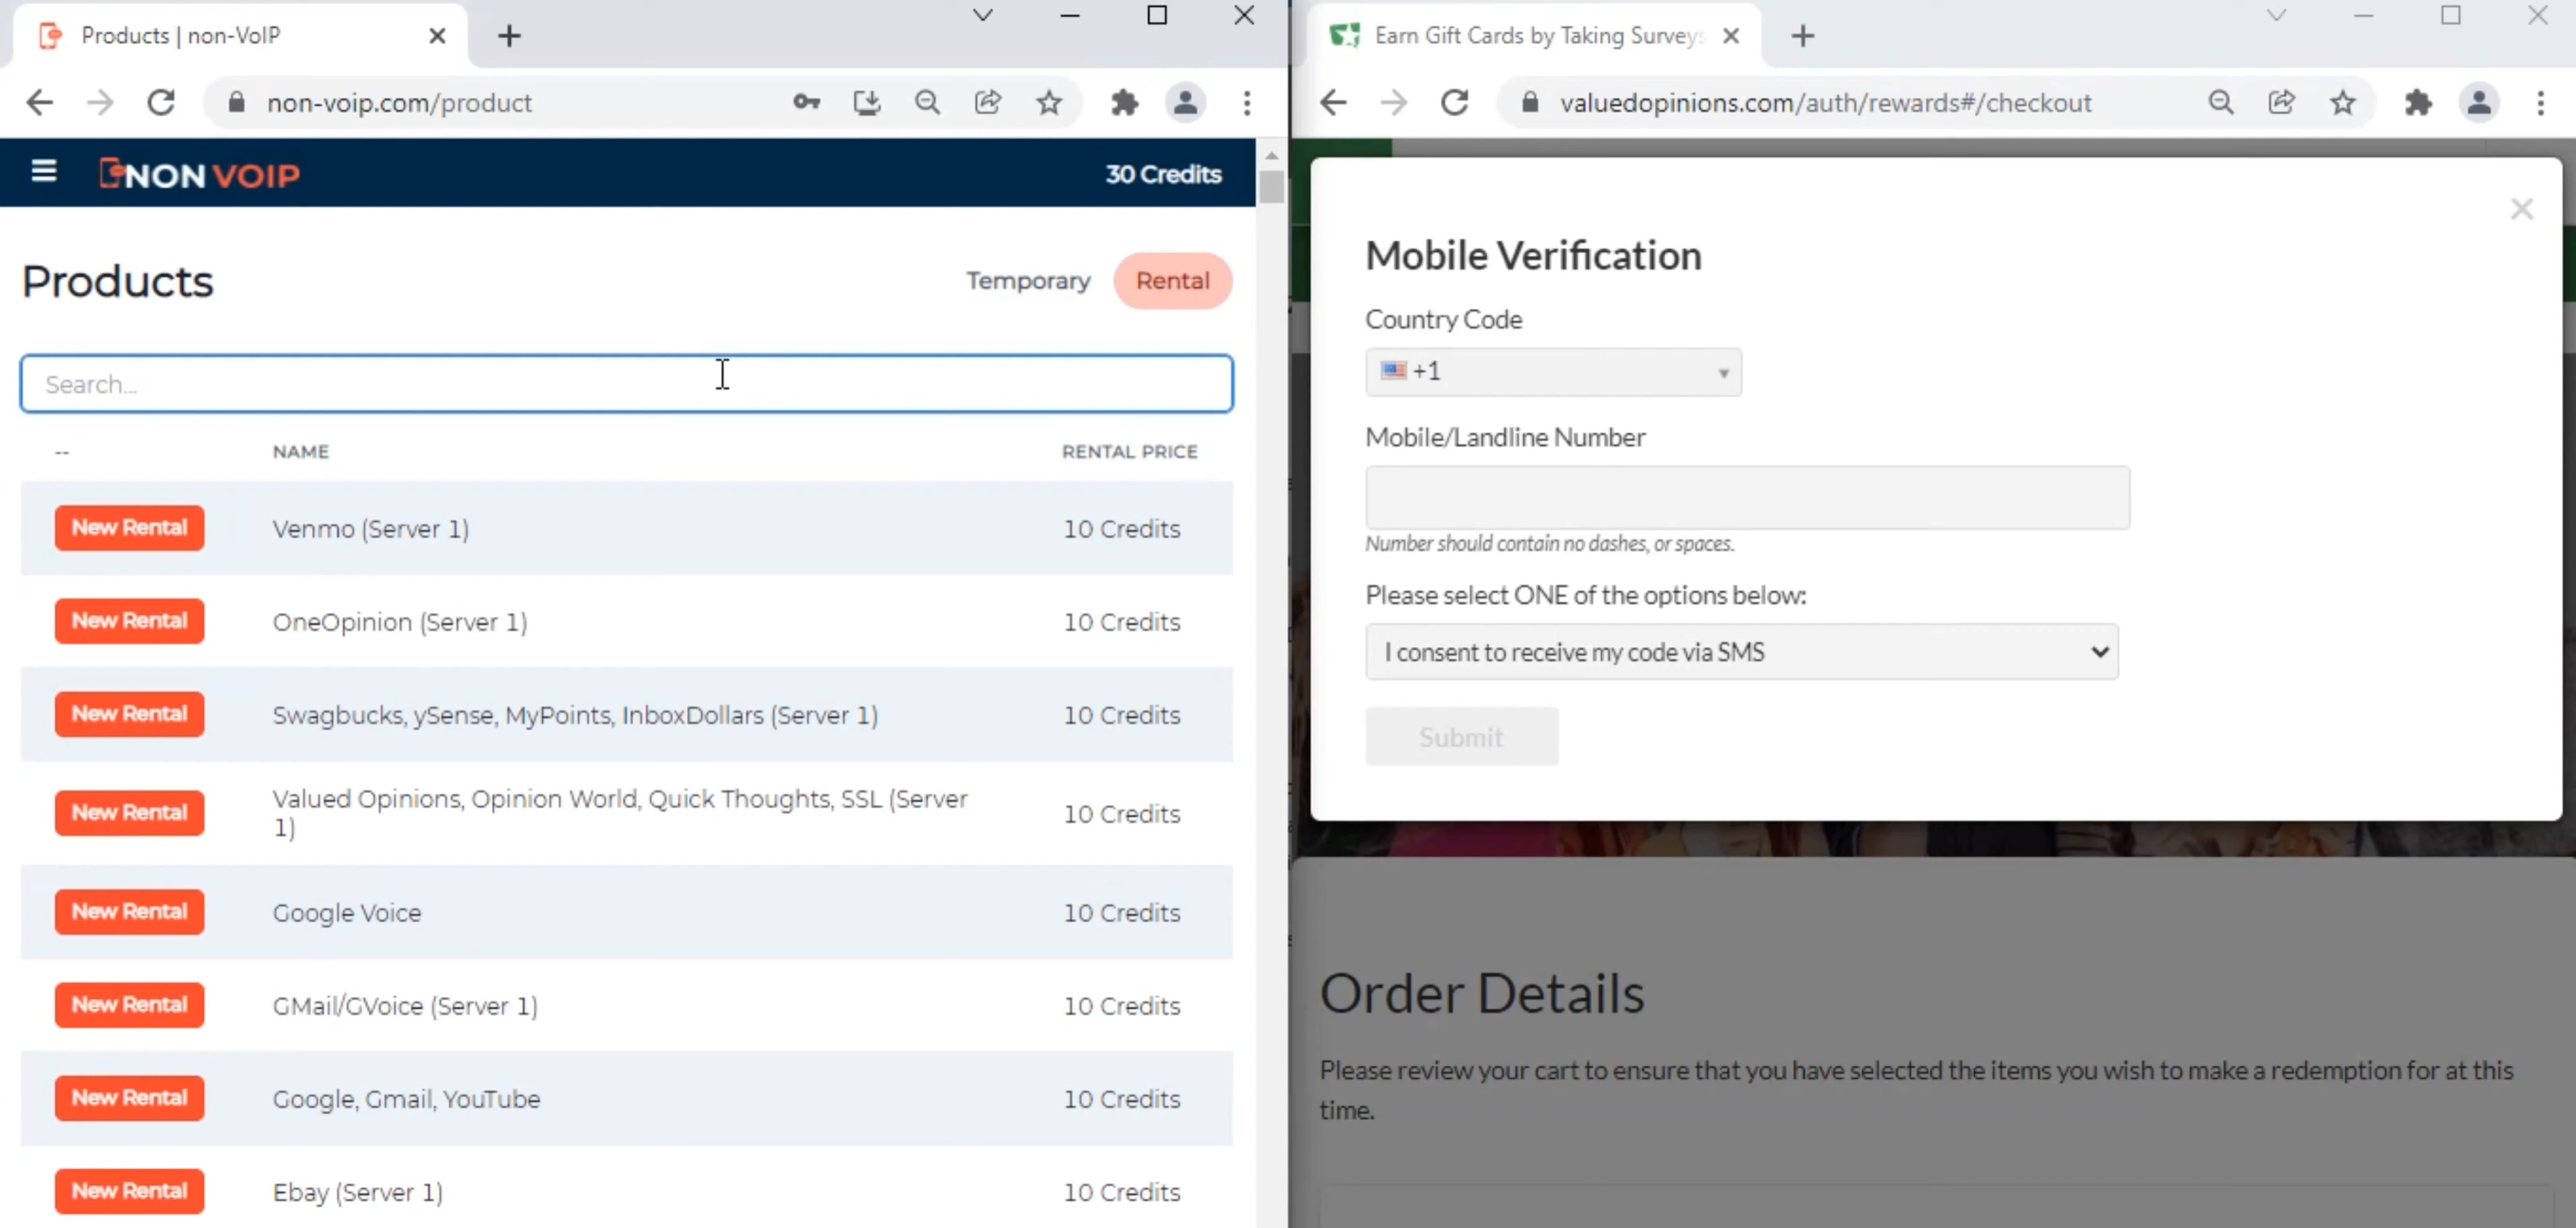 Products | non-VoIP
non-voip.com/product
NON VOIP
30 Credits
Products
Temporary
Rental
Search...
--
NAME
RENTAL PRICE
New Rental
Venmo (Server 1)
10 Credits
New Rental
OneOpinion (Server 1)
10 Credits
New Rental
Swagbucks, ySense, MyPoints, InboxDollars (Server 1)
10 Credits
New Rental
Valued Opinions, Opinion World, Quick Thoughts, SSL (Server
1)
10 Credits
New Rental
Google Voice
10 Credits
New Rental
GMail/GVoice (Server 1)
10 Credits
New Rental
Google, Gmail, YouTube
10 Credits
New Rental
Ebay (Server 1)
10 Credits
Earn Gift Cards by Taking Surveys
valuedopinions.com/auth/rewards#/checkout
Mobile Verification
Country Code
+1
Mobile/Landline Number
Number should contain no dashes, or spaces.
Please select ONE of the options below:
I consent to receive my code via SMS
Submit
Order Details
Please review your cart to ensure that you have selected the items you wish to make a redemption for at this
time.